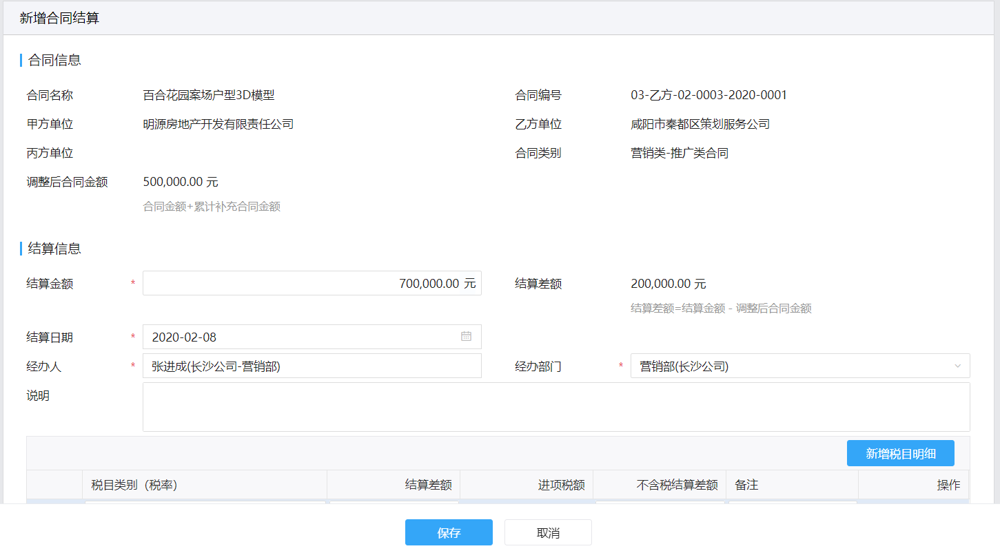 新增合同结算
合同信息
合同名称 百合花园案场户型3D模型 合同编号 03-乙方-02-0003-2020-0001
甲方单位 明源房地产开发有限责任公司 乙方单位 咸阳市秦都区策划服务公司
丙方单位 合同类别 营销类-推广类合同
调整后合同金额 500,000.00 元
合同金额+累计补充合同金额
结算信息
结算金额 * 700,000.00 元 结算差额 200,000.00 元
结算差额=结算金额 - 调整后合同金额
结算日期 * 2020-02-08
经办人 * 张进成(长沙公司-营销部) 经办部门 * 营销部(长沙公司)
说明
新增税目明细
税目类别（税率） 结算差额 进项税额 不含税结算差额 备注 操作
保存 取消